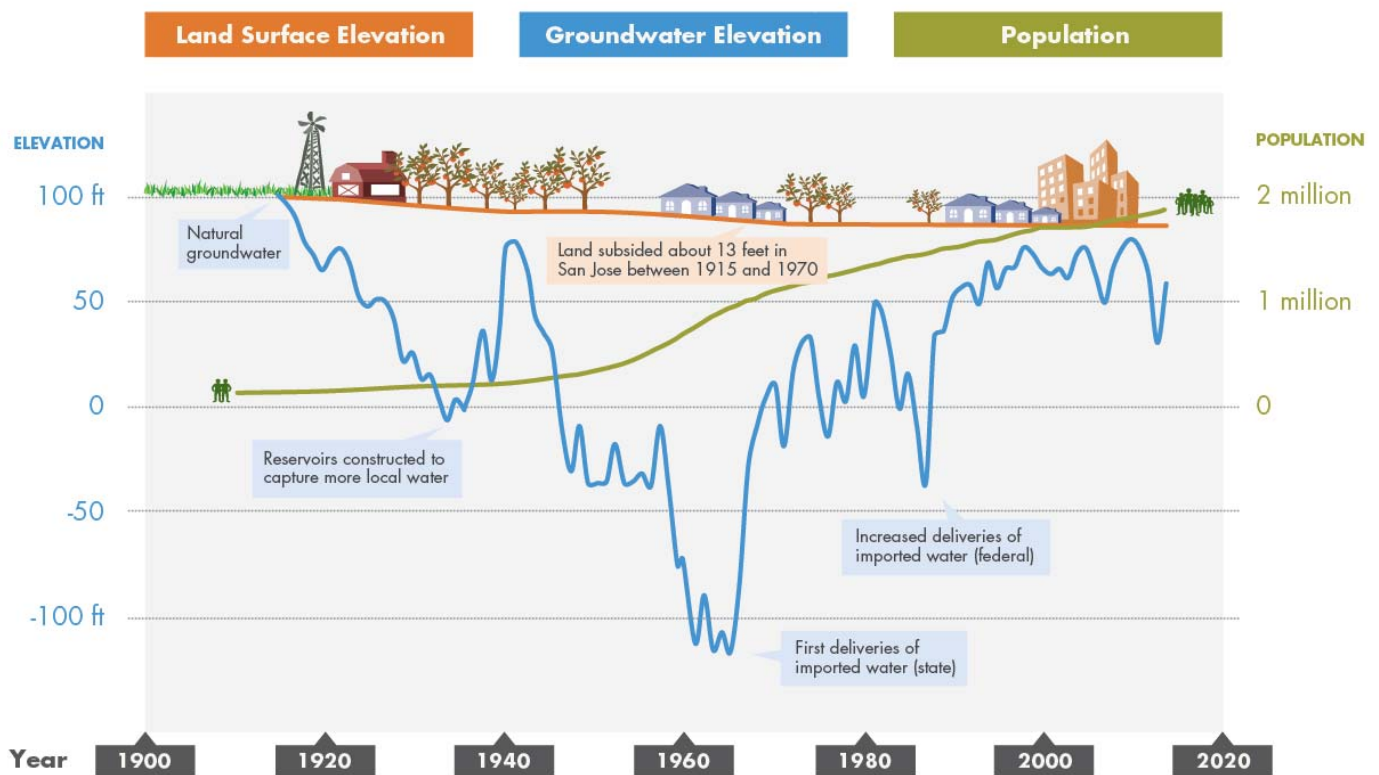 Land Surface Elevation
Groundwater Elevation
Population
ELEVATION
POPULATION
100 ft
2 million
Natural
groundwater
Land subsided about 13 feet in
San Jose between 1915 and 1970
50
1 million
0
0
Reservoirs constructed to
capture more local water
-50
Increased deliveries of
imported water (federal)
-100 ft
First deliveries of
imported water (state)
Year
1900
1920
1940
1960
1980
2000
2020